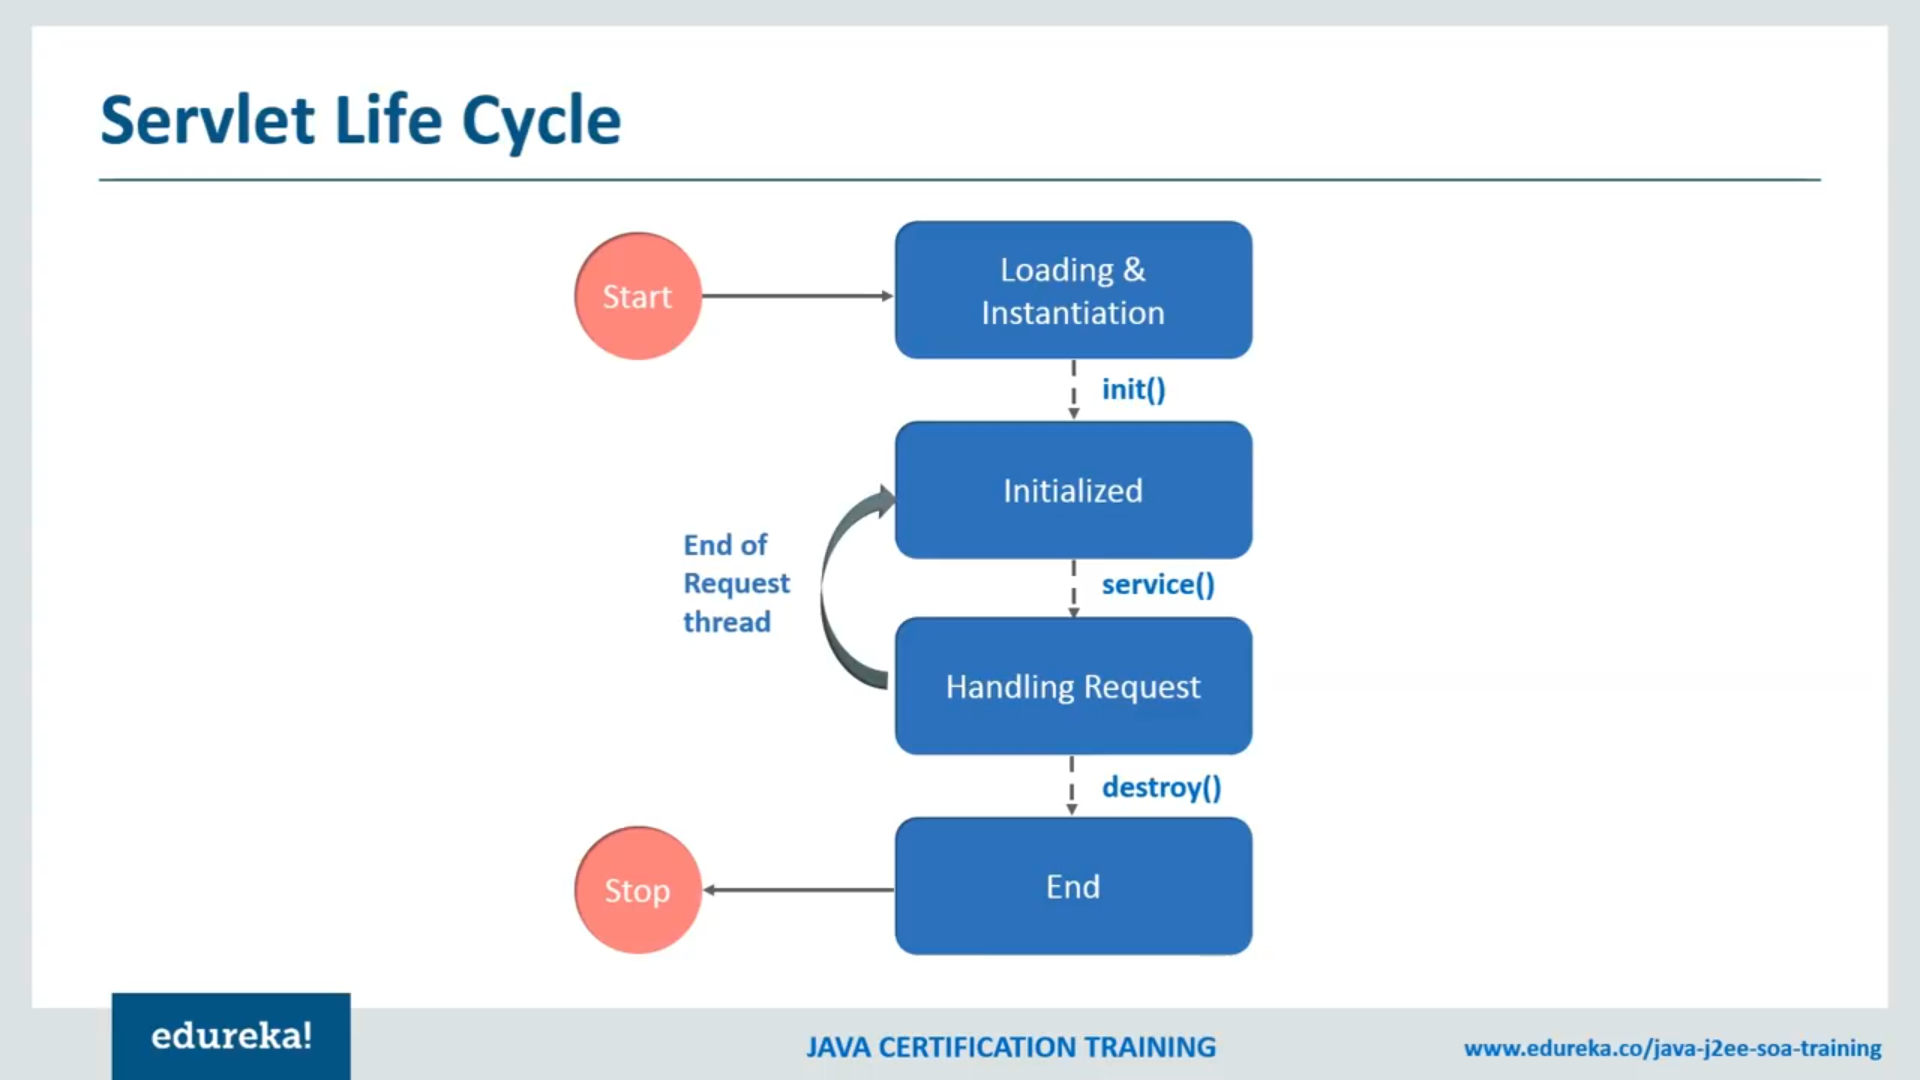 Servlet Life Cycle
Start
Loading &
Instantiation
init()
Initialized
End of
Request
thread
service()
Handling Request
destroy()
Stop
End
edureka!
JAVA CERTIFICATION TRAINING
www.edureka.co/java-j2ee-soa-training